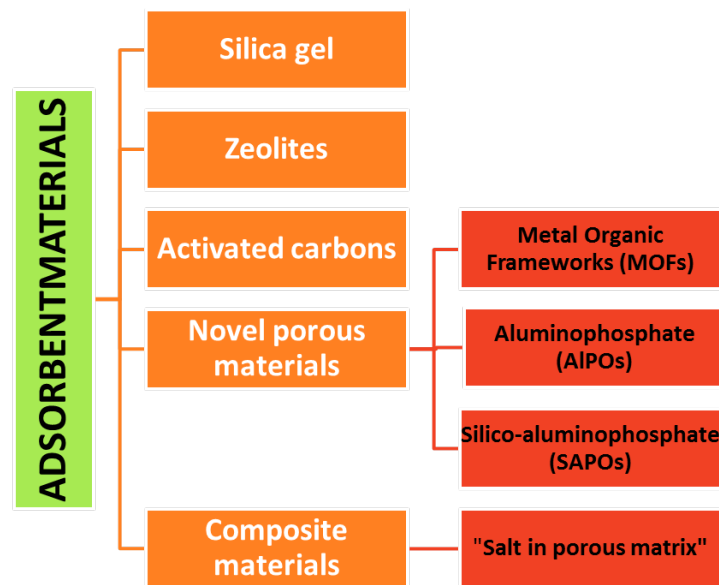 ADSORBENTMATERIALS
Silica gel
Zeolites
Activated carbons
Novel porous
materials
Metal Organic
Frameworks (MOFs)
Aluminophosphate
(AlPOs)
Silico-aluminophosphate
(SAPOs)
Composite
materials
"Salt in porous matrix"